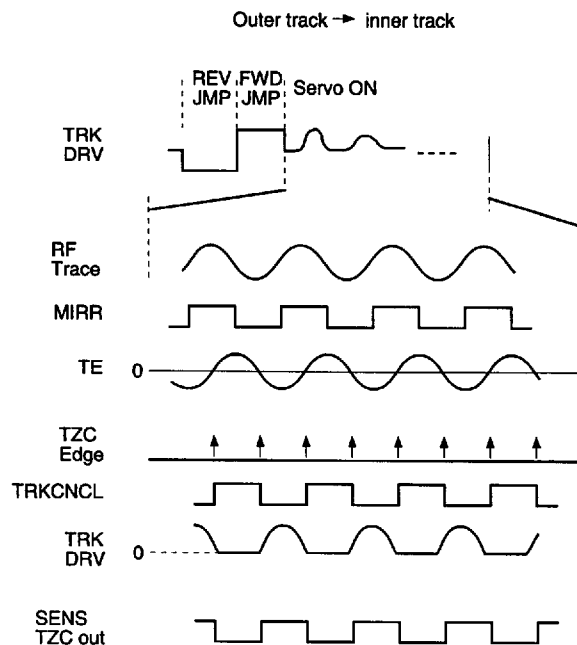 Outer track → inner track
REV FWD
JMP JMP
Servo ON
TRK
DRV
RF
Trace
MIRR
TE
0
TZC
Edge
TRKCNCL
TRK
DRV
0
SENS
TZC out